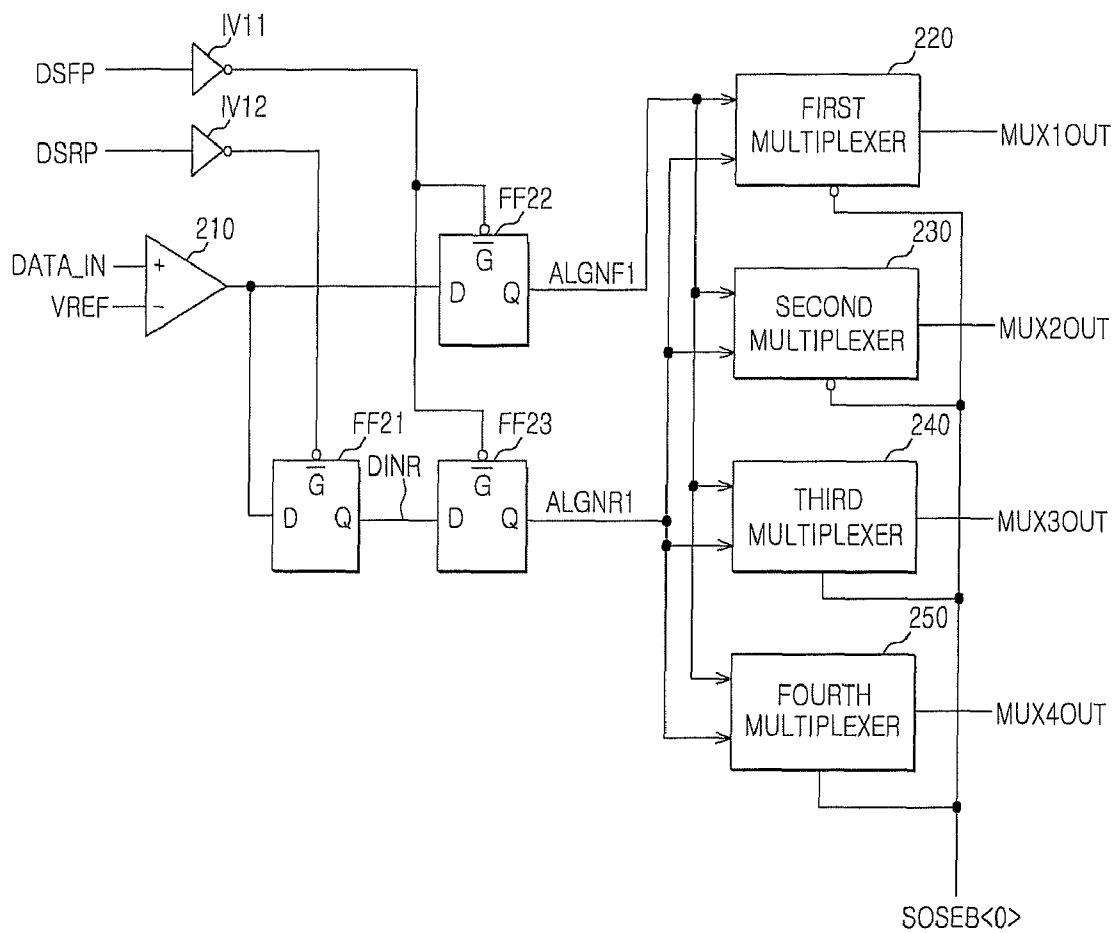 IV11
DSFP
IV12
DSRP
210
DATA_IN
+
VREF
-
FF22
G
D
Q
ALGNF1
FF21
G
D
Q
DINR
FF23
G
D
Q
ALGNR1
220
FIRST
MULTIPLEXER
MUX1OUT
230
SECOND
MULTIPLEXER
MUX2OUT
240
THIRD
MULTIPLEXER
MUX3OUT
250
FOURTH
MULTIPLEXER
MUX4OUT
SOSEB<0>